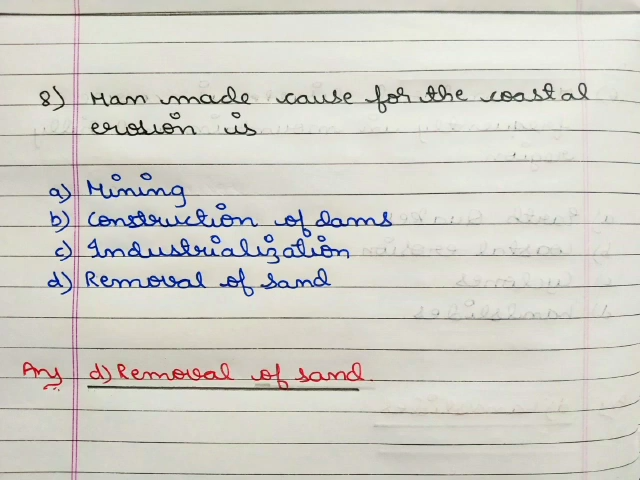 8) Man made cause for the coastal
erosion is
a) Mining
b) Construction of dams
c) Industrialization
d) Removal of sand
Ans d) Removal of sand.